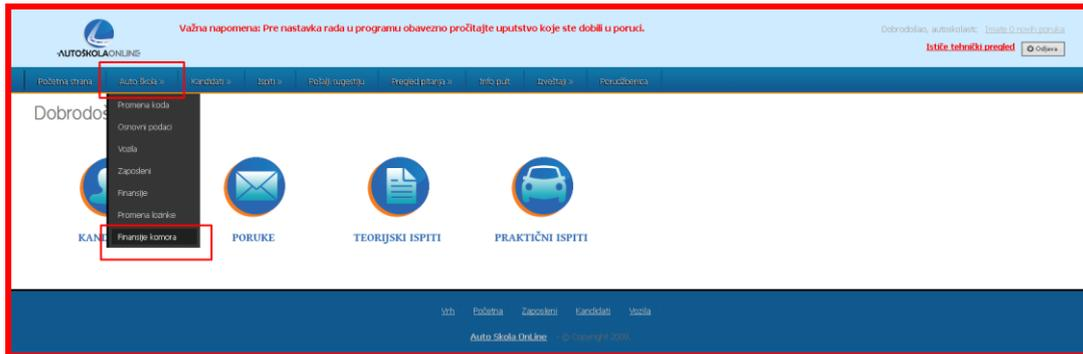 Važna napomena: Pre nastavka rada u programu obavezno pročitajte uputstvo koje ste dobili u poruci.
Dobrodošao, autoskolastc Imate 0 novih poruka
AUTOŠKOLAONLINE
Ističe tehnički pregled Odjava
Početna strana Auto Škola » Kandidati » Ispiti » Pošalji sugestiju Pregled pitanja » Info pult Izveštaji » Porudžbenica
Dobrodoš
Promena koda
Osnovni podaci
Vozila
Zaposleni
Finansije
Promena lozinke
Finansije komora
KAND PORUKE TEORIJSKI ISPITI PRAKTIČNI ISPITI
Vrh Početna Zaposleni Kandidati Vozila
Auto Skola OnLine - © Copyright 2009.